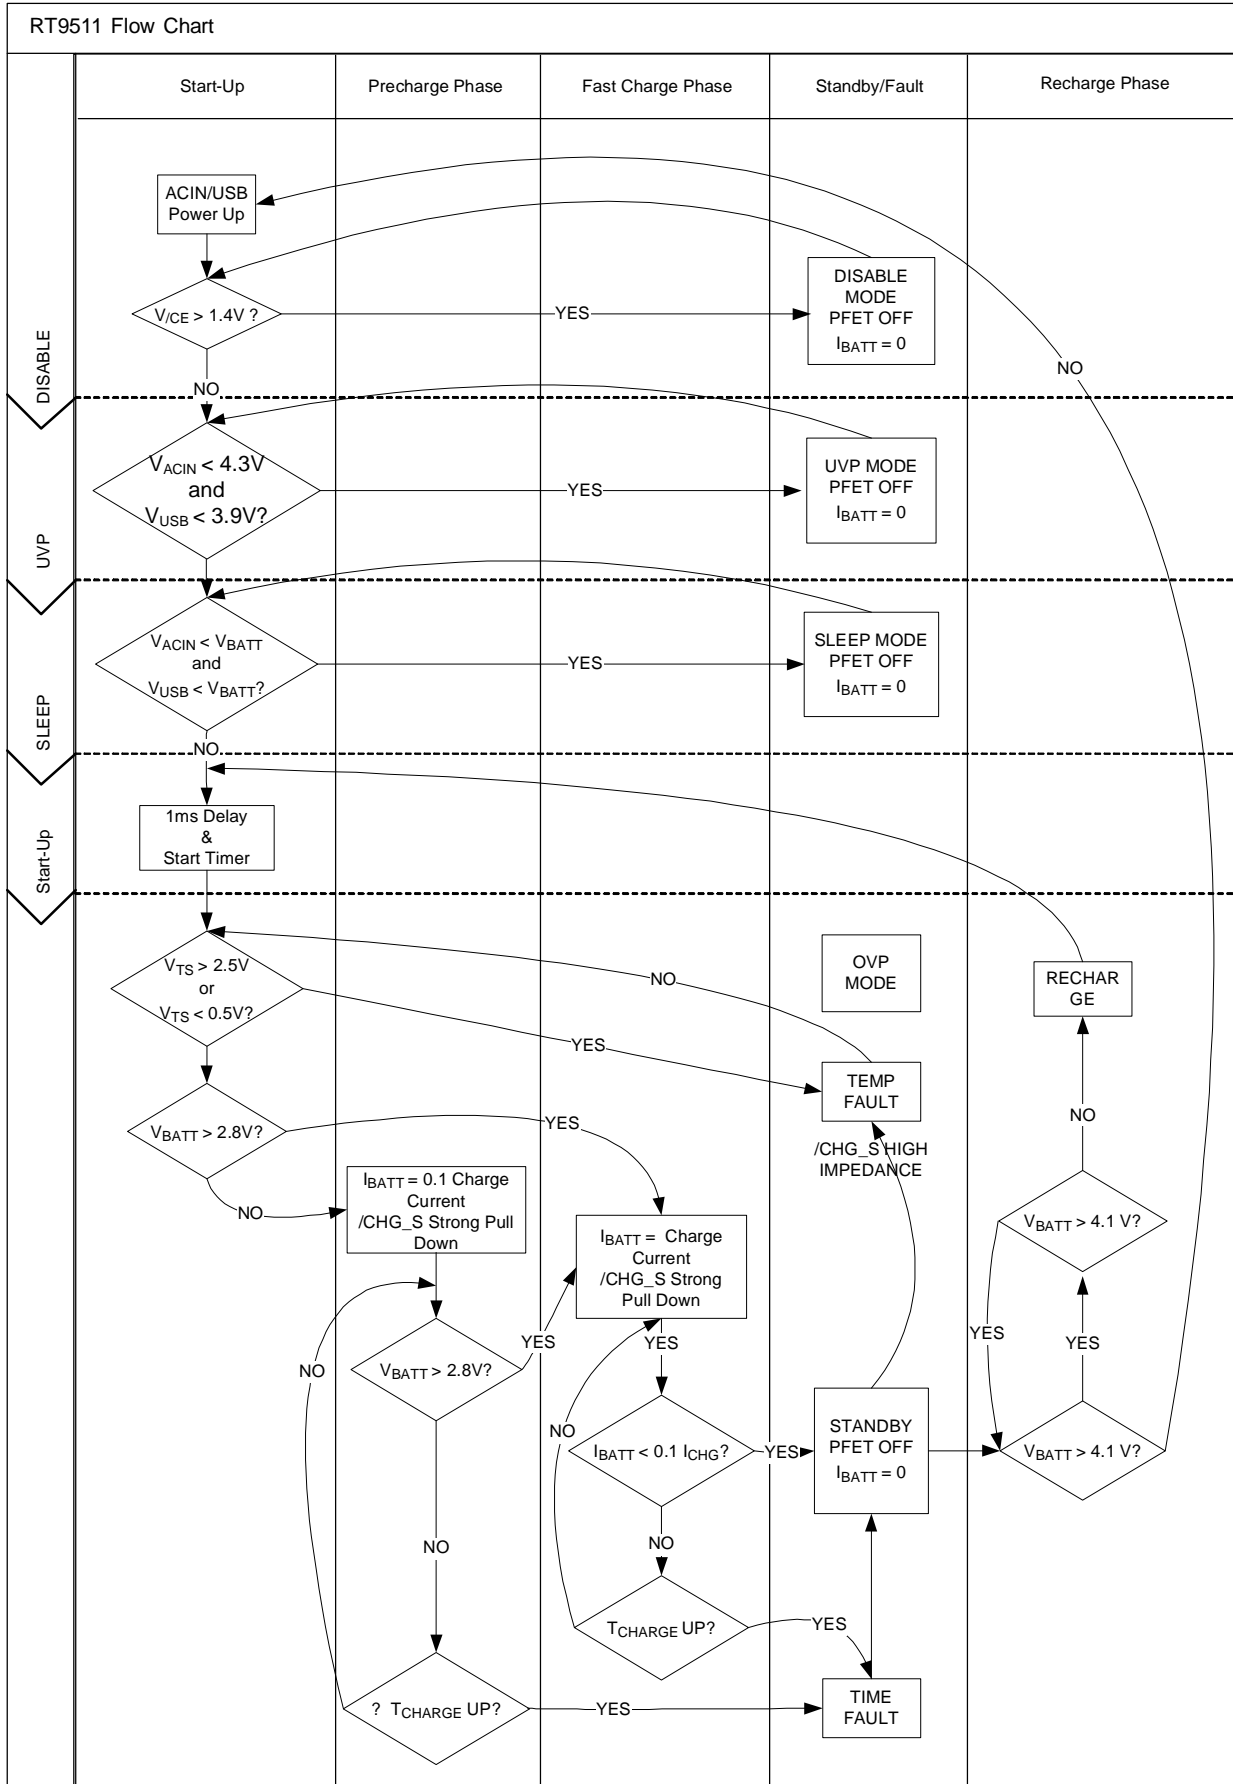 RT9511 Flow Chart
Start-Up
Precharge Phase
Fast Charge Phase
Standby/Fault
Recharge Phase
DISABLE
UVP
SLEEP
Start-Up
ACIN/USB
Power Up
V/CE > 1.4V ?
YES
DISABLE
MODE
PFET OFF
IBATT = 0
NO
NO
VACIN < 4.3V
and
VUSB < 3.9V?
YES
UVP MODE
PFET OFF
IBATT = 0
VACIN < VBATT
and
VUSB < VBATT?
YES
SLEEP MODE
PFET OFF
IBATT = 0
NO
1ms Delay
&
Start Timer
VTS > 2.5V
or
VTS < 0.5V?
NO
YES
OVP
MODE
RECHAR
GE
TEMP
FAULT
/CHG_S HIGH
IMPEDANCE
NO
VBATT > 2.8V?
YES
NO
IBATT = 0.1 Charge
Current
/CHG_S Strong Pull
Down
IBATT = Charge
Current
/CHG_S Strong
Pull Down
VBATT > 4.1 V?
YES
YES
NO
VBATT > 2.8V?
YES
YES
NO
IBATT < 0.1 ICHG?
YES
STANDBY
PFET OFF
IBATT = 0
VBATT > 4.1 V?
NO
NO
TCHARGE UP?
YES
? TCHARGE UP?
YES
TIME
FAULT